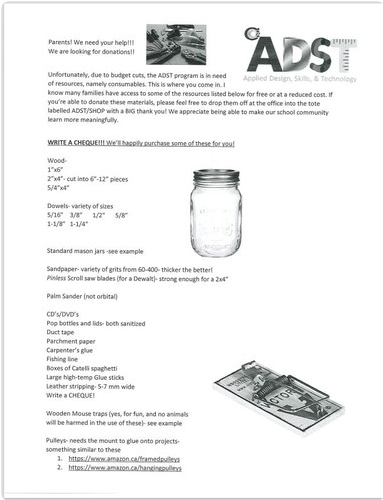 Parents! We need your help!!!
We are looking for donations!!
ADST
Applied Design, Skills, & Technology
Unfortunately, due to budget cuts, the ADST program is in need
of resources, namely consumables. This is where you come in. I
know many families have access to some of the resources listed below for free or at a reduced cost. If
you're able to donate these materials, please feel free to drop them off at the office into the tote
labelled ADST/SHOP with a BIG thank you! We appreciate being able to make our school community
learn more meaningfully.
WRITE A CHEQUE!!! We'll happily purchase some of these for you!
Wood-
1"x6"
2"x4"- cut into 6"-12" pieces
5/4"x4"
Dowels- variety of sizes
5/16" 3/8" 1/2" 5/8"
1-1/8" 1-1/4"
Standard mason jars -see example
Sandpaper- variety of grits from 60-400- thicker the better!
Pinless Scroll saw blades (for a Dewalt)- strong enough for a 2x4"
Palm Sander (not orbital)
CD's/DVD's
Pop bottles and lids- both sanitized
Duct tape
Parchment paper
Carpenter's glue
Fishing line
Boxes of Catelli spaghetti
Large high-temp Glue sticks
Leather stripping- 5-7 mm wide
Write a CHEQUE!
Wooden Mouse traps (yes, for fun, and no animals
will be harmed in the use of these)- see example
Pulleys- needs the mount to glue onto projects-
something similar to these
1. https://www.amazon.ca/framedpulleys
2. https://www.amazon.ca/hangingpulleys